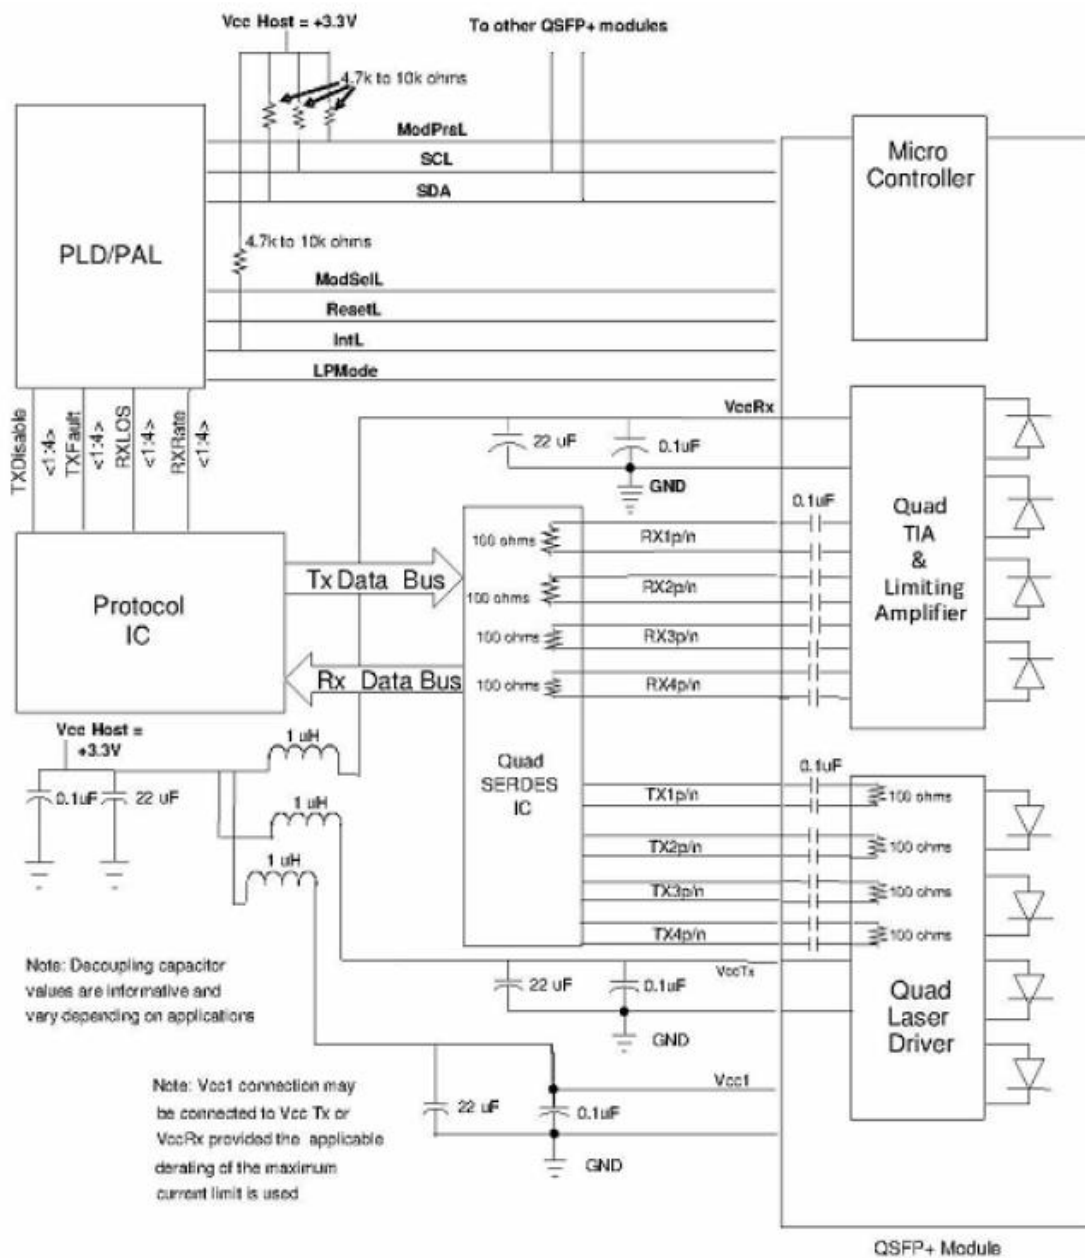 Vcc Host = +3.3V
To other QSFP+ modules
4.7k to 10k ohms
ModPrsL
SCL
SDA
4.7k to 10k ohms
ModSelL
ResetL
IntL
LPMode
PLD/PAL
Micro
Controller
TXDisable
<1:4>
TXFault
<1:4>
RXLOS
<1:4>
RXRate
<1:4>
VccRx
22 uF
0.1uF
GND
Protocol
IC
Tx Data Bus
Rx Data Bus
100 ohms
100 ohms
100 ohms
100 ohms
RX1p/n
RX2p/n
RX3p/n
RX4p/n
0.1uF
Quad
TIA
&
Limiting
Amplifier
Quad
SERDES
IC
Vcc Host =
+3.3V
0.1uF
22 uF
1 uH
1 uH
1 uH
TX1p/n
TX2p/n
TX3p/n
TX4p/n
0.1uF
100 ohms
100 ohms
100 ohms
100 ohms
Quad
Laser
Driver
VccTx
22 uF
0.1uF
GND
Note: Decoupling capacitor
values are informative and
vary depending on applications
Vcc1
22 uF
0.1uF
GND
Note: Vcc1 connection may
be connected to Vcc Tx or
VccRx provided the applicable
derating of the maximum
current limit is used
QSFP+ Module